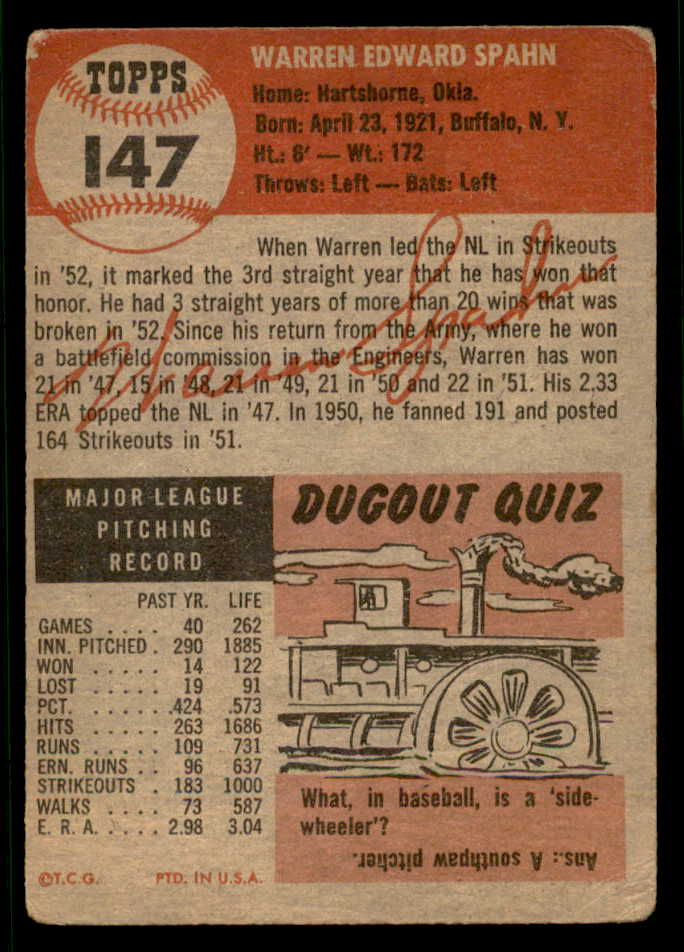 TOPPS
147
WARREN EDWARD SPAHN
Home: Hartshorne, Okla.
Born: April 23, 1921, Buffalo, N. Y.
Ht.: 6' — Wt.: 172
Throws: Left — Bats: Left
When Warren led the NL in Strikeouts
in '52, it marked the 3rd straight year that he has won that
honor. He had 3 straight years of more than 20 wins that was
broken in '52. Since his return from the Army, where he won
a battlefield commission in the Engineers, Warren has won
21 in '47, 15 in '48, 21 in '49, 21 in '50 and 22 in '51. His 2.33
ERA topped the NL in '47. In 1950, he fanned 191 and posted
164 Strikeouts in '51.
Warren Spahn
MAJOR LEAGUE
PITCHING
RECORD
PAST YR. LIFE
GAMES . . . . 40 262
INN. PITCHED . 290 1885
WON . . . . . 14 122
LOST . . . . . 19 91
PCT. . . . . . .424 .573
HITS . . . . . 263 1686
RUNS . . . . . 109 731
ERN. RUNS . . 96 637
STRIKEOUTS . 183 1000
WALKS . . . . 73 587
E. R. A. . . . . 2.98 3.04
©T.C.G. PTD. IN U.S.A.
DUGOUT QUIZ
What, in baseball, is a 'side-
wheeler'?
Ans.: A southpaw pitcher.